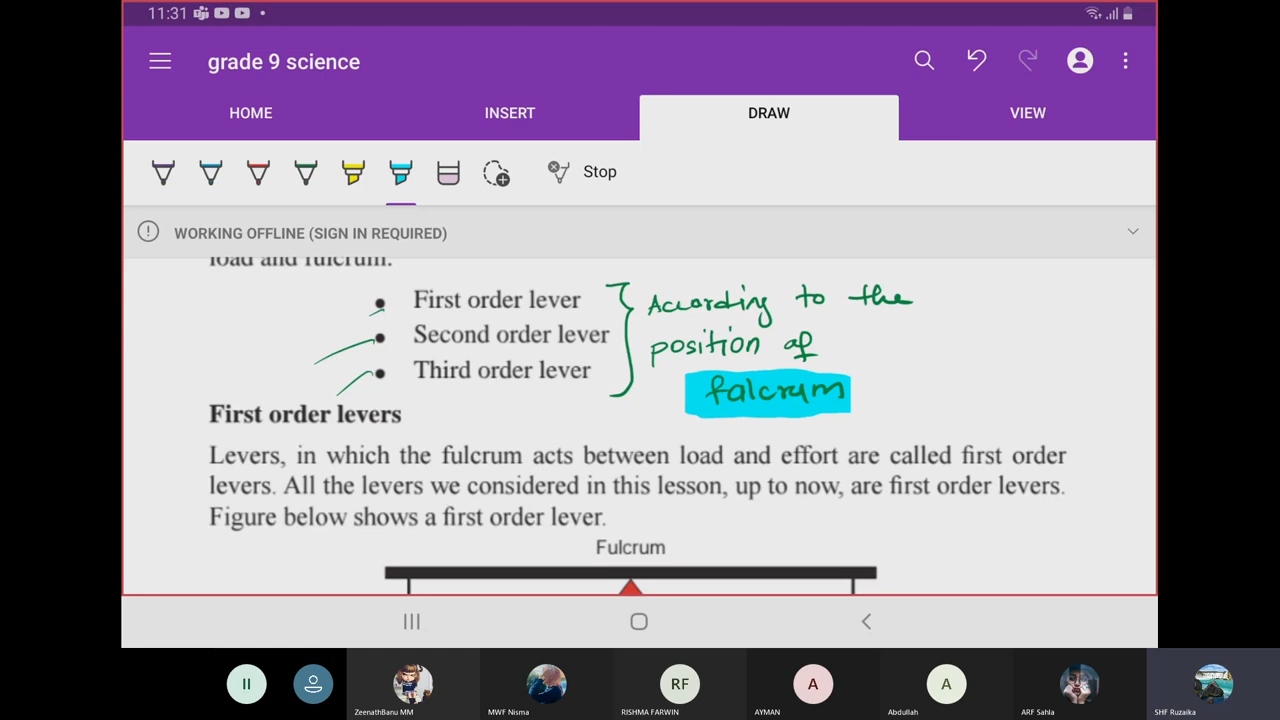 11:31
grade 9 science
HOME INSERT DRAW VIEW
Stop
WORKING OFFLINE (SIGN IN REQUIRED)
load and fulcrum.
First order lever
Second order lever
Third order lever
According to the
position of
falcrum
First order levers
Levers, in which the fulcrum acts between load and effort are called first order
levers. All the levers we considered in this lesson, up to now, are first order levers.
Figure below shows a first order lever.
Fulcrum
II
RF
A
A
ZeenathBanu MM
MWF Nisma
RISHMA FARWIN
AYMAN
Abdullah
ARF Sahla
SHF Ruzaika